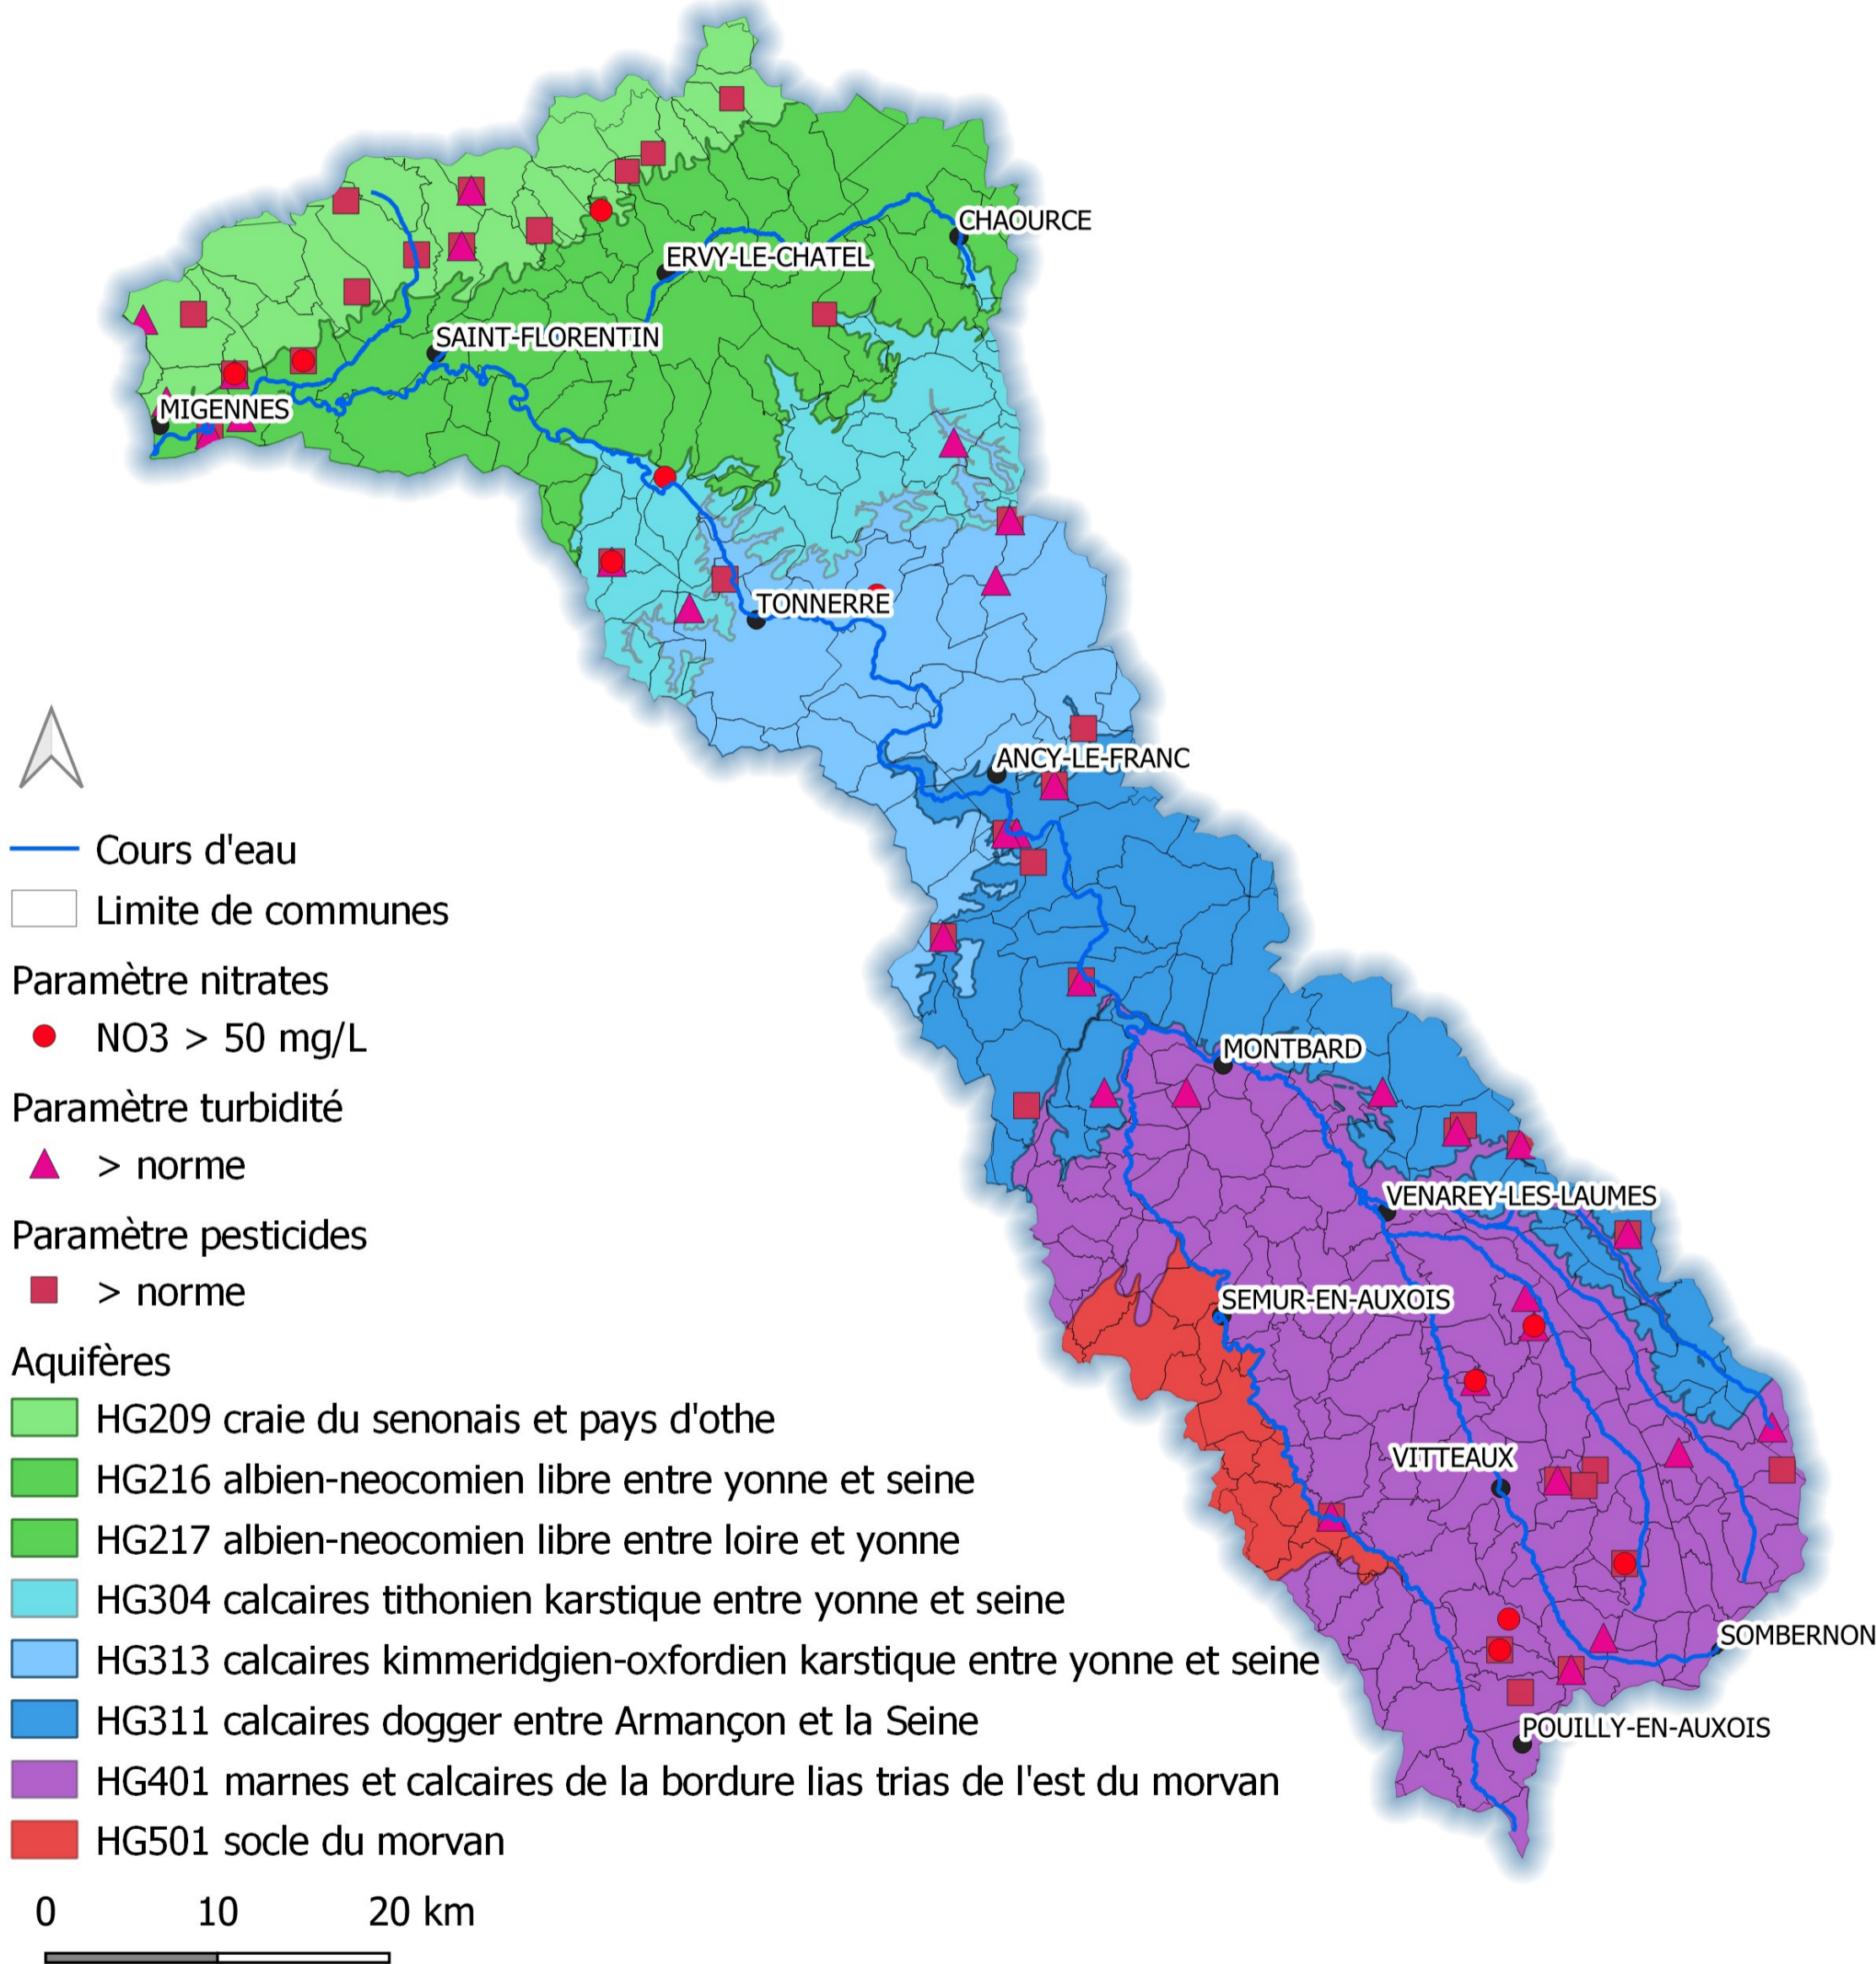 CHAOURCE
ERVY-LE-CHATEL
SAINT-FLORENTIN
MIGENNES
TONNERRE
ANCY-LE-FRANC
MONTBARD
VENAREY-LES-LAUMES
SEMUR-EN-AUXOIS
VITTEAUX
SOMBERNON
POUILLY-EN-AUXOIS
Cours d'eau
Limite de communes
Paramètre nitrates
NO3 > 50 mg/L
Paramètre turbidité
> norme
Paramètre pesticides
> norme
Aquifères
HG209 craie du senonais et pays d'othe
HG216 albien-neocomien libre entre yonne et seine
HG217 albien-neocomien libre entre loire et yonne
HG304 calcaires tithonien karstique entre yonne et seine
HG313 calcaires kimmeridgien-oxfordien karstique entre yonne et seine
HG311 calcaires dogger entre Armançon et la Seine
HG401 marnes et calcaires de la bordure lias trias de l'est du morvan
HG501 socle du morvan
0 10 20 km